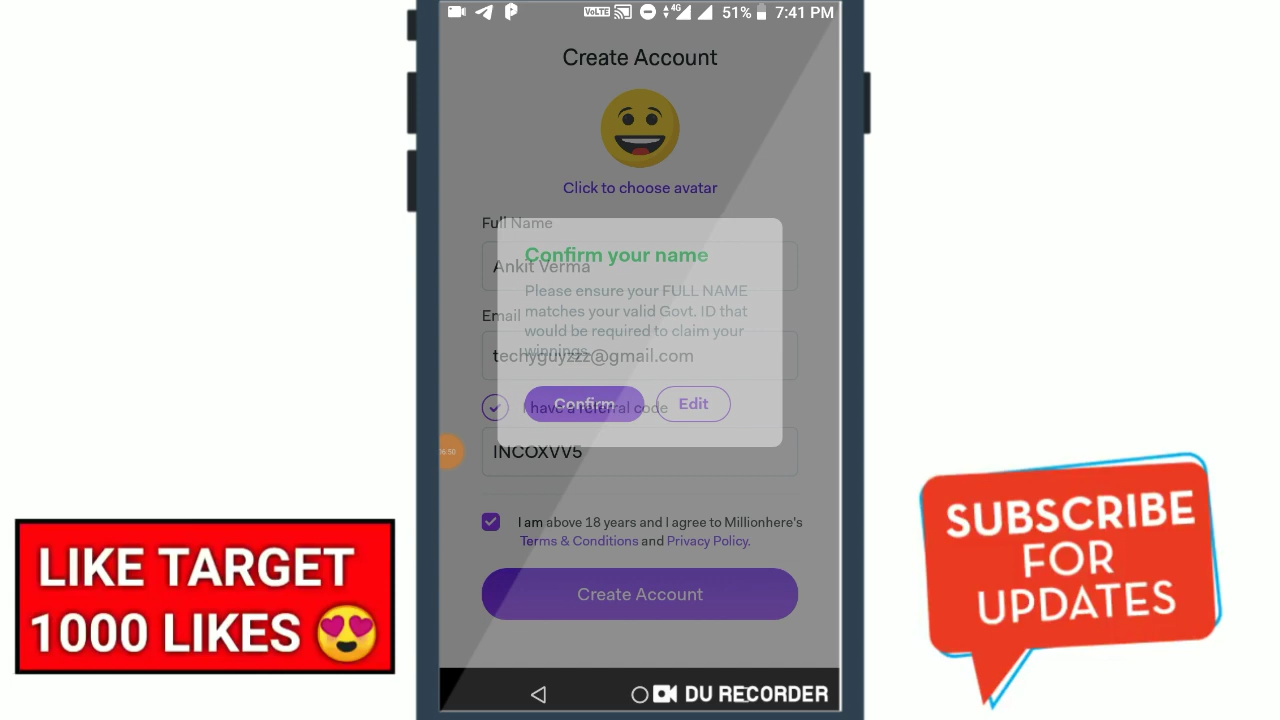 VoLTE 4G 51% 7:41 PM
Create Account
Click to choose avatar
Full Name
Ankit Verma
Confirm your name
Please ensure your FULL NAME
matches your valid Govt. ID that
would be required to claim your
winnings.
Email
techyguyzzz@gmail.com
I have a referral code
Confirm
Edit
INCOXVV5
06:50
I am above 18 years and I agree to Millionhere's
Terms & Conditions and Privacy Policy.
Create Account
DU RECORDER
LIKE TARGET
1000 LIKES
SUBSCRIBE
FOR
UPDATES